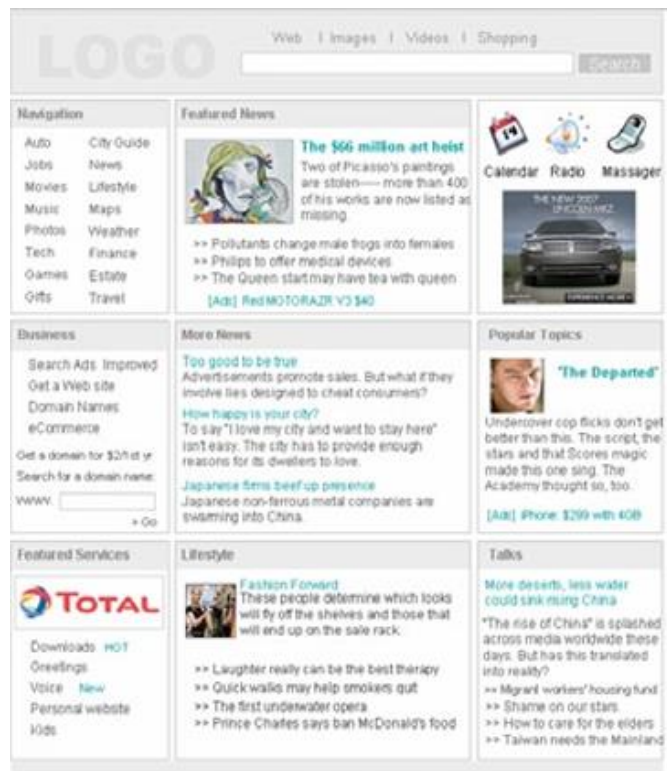 LOGO
Web | Images | Videos | Shopping
Search
Navigation
Auto City Guide
Jobs News
Movies Lifestyle
Music Maps
Photos Weather
Tech Finance
Games Estate
Gifts Travel
Featured News
The $66 million art heist
Two of Picasso's paintings
are stolen---- more than 400
of his works are now listed as
missing.
>> Pollutants change male frogs into females
>> Philips to offer medical devices
>> The Queen start may have tea with queen
[Ads] Red MOTORAZR V3 $40
14
Calendar Radio Massager
THE NEW 2007
LINCOLN MKZ
Business
Search Ads Improved
Get a Web site
Domain Names
eCommerce
Get a domain for $2/1st yr
Search for a domain name:
www.
» Go
More News
Too good to be true
Advertisements promote sales. But what if they
involve lies designed to cheat consumers?
How happy is your city?
To say "I love my city and want to stay here"
isn't easy. The city has to provide enough
reasons for its dwellers to love.
Japanese firms beef up presence
Japanese non-ferrous metal companies are
swarming into China.
Popular Topics
"The Departed"
Undercover cop flicks don't get
better than this. The script, the
stars and that Scores magic
made this one sing. The
Academy thought so, too.
[Ads] iPhone: $299 with 4GB
Featured Services
TOTAL
Downloads HOT
Greetings
Voice New
Personal website
Kids
Lifestyle
Fashion Forward
These people determine which looks
will fly off the shelves and those that
will end up on the sale rack.
>> Laughter really can be the best therapy
>> Quick walks may help smokers quit
>> The first underwater opera
>> Prince Charles says ban McDonald's food
Talks
More deserts, less water
could sink rising China
"The rise of China" is splashed
across media worldwide these
days. But has this translated
into reality?
>> Migrant workers' housing fund
>> Shame on our stars
>> How to care for the elders
>> Taiwan needs the Mainland